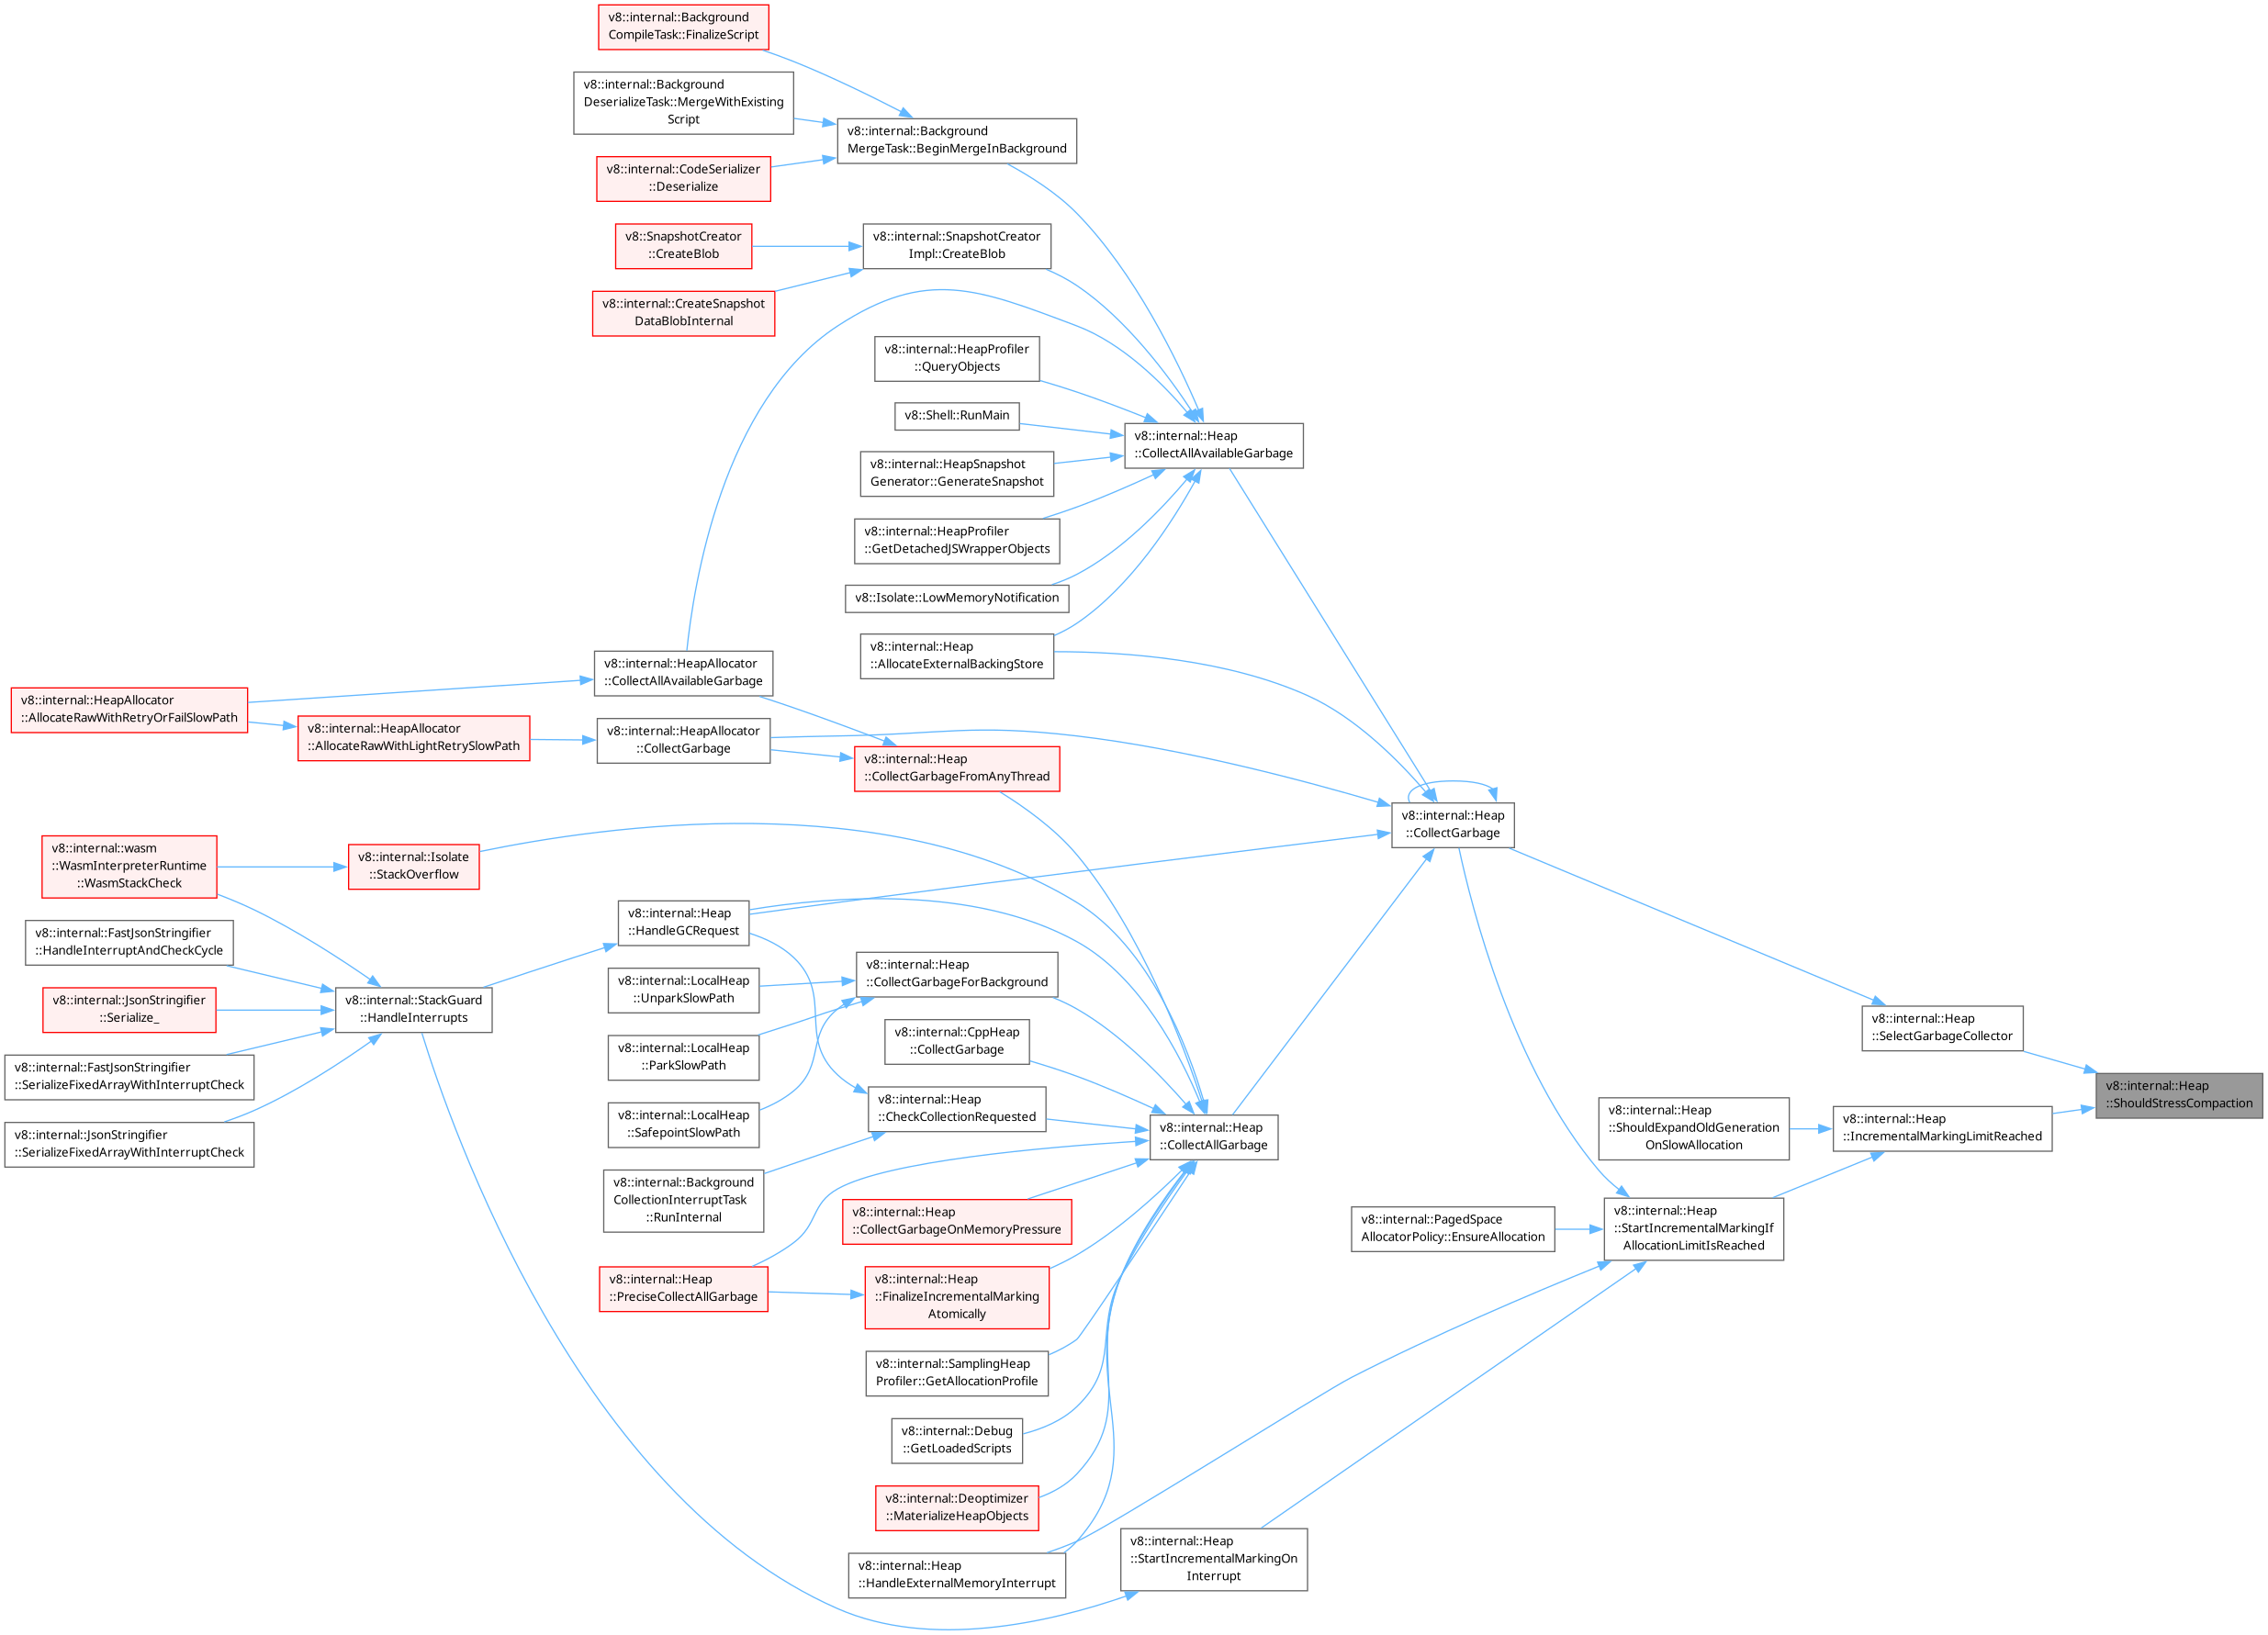 v8::internal::Background
CompileTask::FinalizeScript
v8::internal::Background
DeserializeTask::MergeWithExisting
Script
v8::internal::Background
MergeTask::BeginMergeInBackground
v8::internal::CodeSerializer
::Deserialize
v8::SnapshotCreator
::CreateBlob
v8::internal::SnapshotCreator
Impl::CreateBlob
v8::internal::CreateSnapshot
DataBlobInternal
v8::internal::HeapProfiler
::QueryObjects
v8::Shell::RunMain
v8::internal::Heap
::CollectAllAvailableGarbage
v8::internal::HeapSnapshot
Generator::GenerateSnapshot
v8::internal::HeapProfiler
::GetDetachedJSWrapperObjects
v8::Isolate::LowMemoryNotification
v8::internal::Heap
::AllocateExternalBackingStore
v8::internal::HeapAllocator
::CollectAllAvailableGarbage
v8::internal::HeapAllocator
::AllocateRawWithRetryOrFailSlowPath
v8::internal::HeapAllocator
::AllocateRawWithLightRetrySlowPath
v8::internal::HeapAllocator
::CollectGarbage
v8::internal::Heap
::CollectGarbageFromAnyThread
v8::internal::Heap
::CollectGarbage
v8::internal::wasm
::WasmInterpreterRuntime
::WasmStackCheck
v8::internal::Isolate
::StackOverflow
v8::internal::Heap
::HandleGCRequest
v8::internal::FastJsonStringifier
::HandleInterruptAndCheckCycle
v8::internal::Heap
::CollectGarbageForBackground
v8::internal::LocalHeap
::UnparkSlowPath
v8::internal::JsonStringifier
::Serialize_
v8::internal::StackGuard
::HandleInterrupts
v8::internal::Heap
::SelectGarbageCollector
v8::internal::CppHeap
::CollectGarbage
v8::internal::LocalHeap
::ParkSlowPath
v8::internal::FastJsonStringifier
::SerializeFixedArrayWithInterruptCheck
v8::internal::Heap
::ShouldStressCompaction
v8::internal::Heap
::CheckCollectionRequested
v8::internal::LocalHeap
::SafepointSlowPath
v8::internal::Heap
::ShouldExpandOldGeneration
OnSlowAllocation
v8::internal::Heap
::IncrementalMarkingLimitReached
v8::internal::JsonStringifier
::SerializeFixedArrayWithInterruptCheck
v8::internal::Heap
::CollectAllGarbage
v8::internal::Background
CollectionInterruptTask
::RunInternal
v8::internal::Heap
::CollectGarbageOnMemoryPressure
v8::internal::PagedSpace
AllocatorPolicy::EnsureAllocation
v8::internal::Heap
::StartIncrementalMarkingIf
AllocationLimitIsReached
v8::internal::Heap
::PreciseCollectAllGarbage
v8::internal::Heap
::FinalizeIncrementalMarking
Atomically
v8::internal::SamplingHeap
Profiler::GetAllocationProfile
v8::internal::Debug
::GetLoadedScripts
v8::internal::Deoptimizer
::MaterializeHeapObjects
v8::internal::Heap
::HandleExternalMemoryInterrupt
v8::internal::Heap
::StartIncrementalMarkingOn
Interrupt